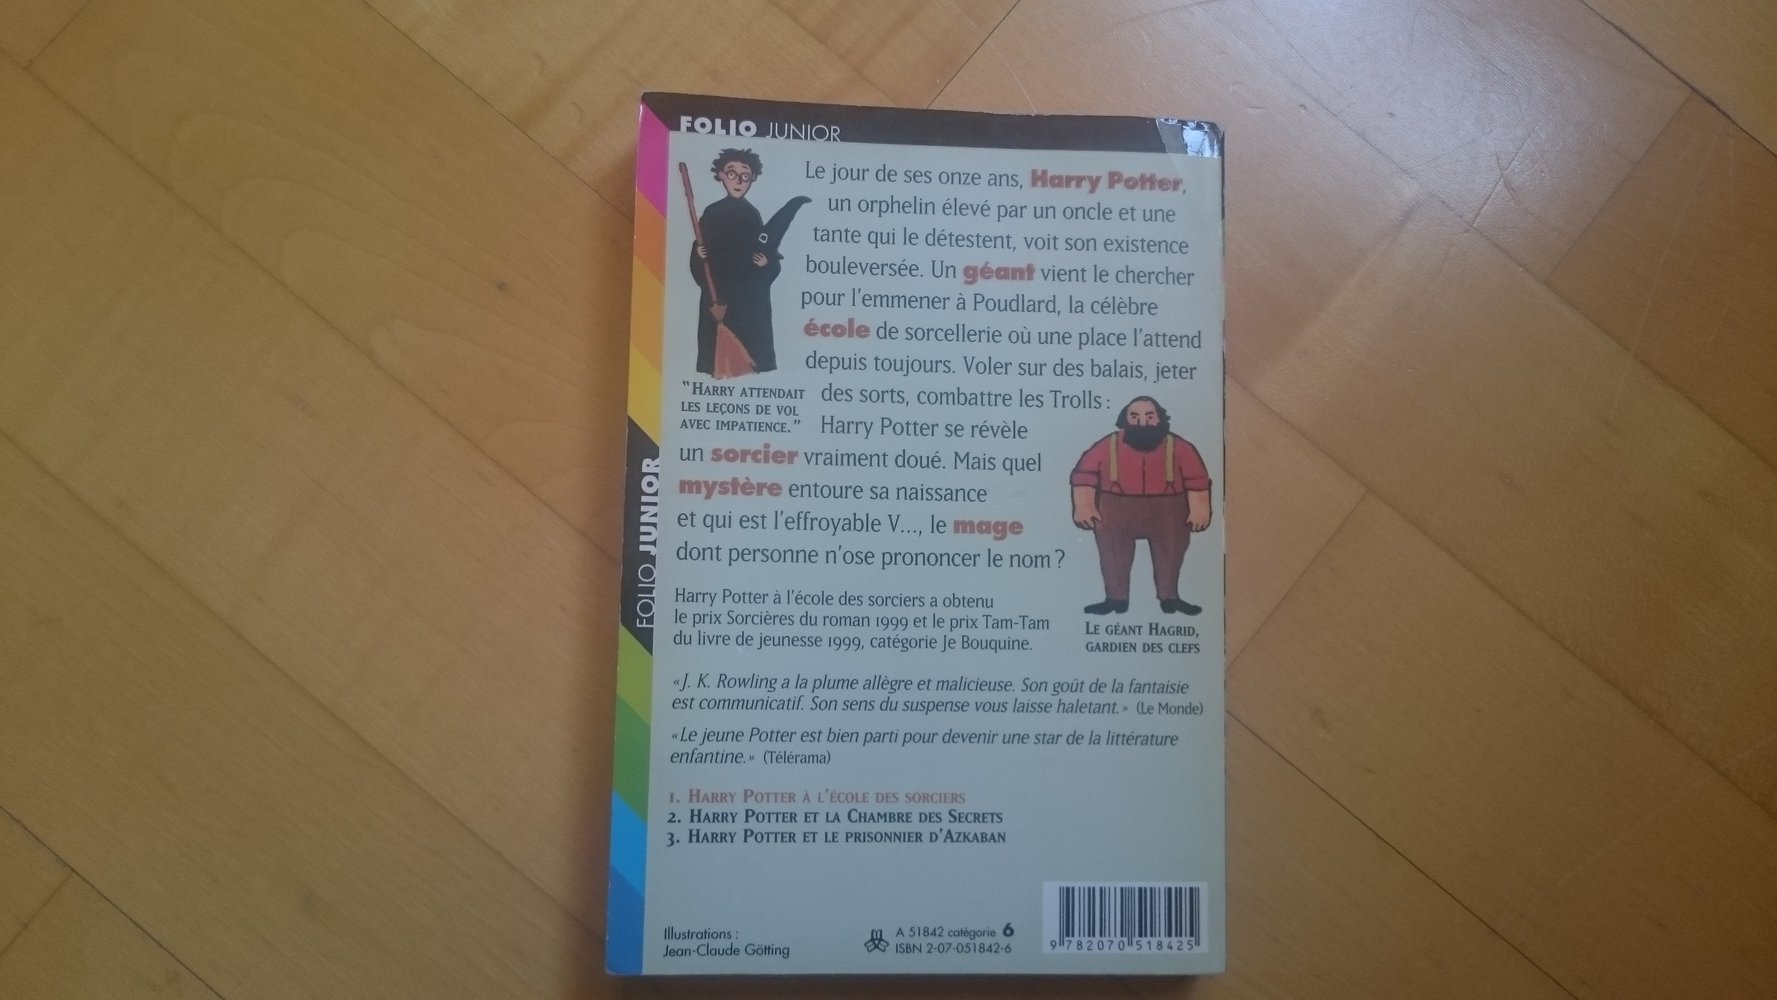 FOLIO JUNIOR
Le jour de ses onze ans, Harry Potter,
un orphelin élevé par un oncle et une
tante qui le détestent, voit son existence
bouleversée. Un géant vient le chercher
pour l'emmener à Poudlard, la célèbre
école de sorcellerie où une place l'attend
depuis toujours. Voler sur des balais, jeter
des sorts, combattre les Trolls :
Harry Potter se révèle
un sorcier vraiment doué. Mais quel
mystère entoure sa naissance
et qui est l'effroyable V..., le mage
dont personne n'ose prononcer le nom ?
"HARRY ATTENDAIT
LES LEÇONS DE VOL
AVEC IMPATIENCE."
LE GÉANT HAGRID,
GARDIEN DES CLEFS
Harry Potter à l'école des sorciers a obtenu
le prix Sorcières du roman 1999 et le prix Tam-Tam
du livre de jeunesse 1999, catégorie Je Bouquine.
«J. K. Rowling a la plume allègre et malicieuse. Son goût de la fantaisie
est communicatif. Son sens du suspense vous laisse haletant.» (Le Monde)
«Le jeune Potter est bien parti pour devenir une star de la littérature
enfantine.» (Télérama)
1. HARRY POTTER À L'ÉCOLE DES SORCIERS
2. HARRY POTTER ET LA CHAMBRE DES SECRETS
3. HARRY POTTER ET LE PRISONNIER D'AZKABAN
Illustrations :
Jean-Claude Götting
A 51842 catégorie 6
ISBN 2-07-051842-6
9 782070 518425
FOLIO JUNIOR